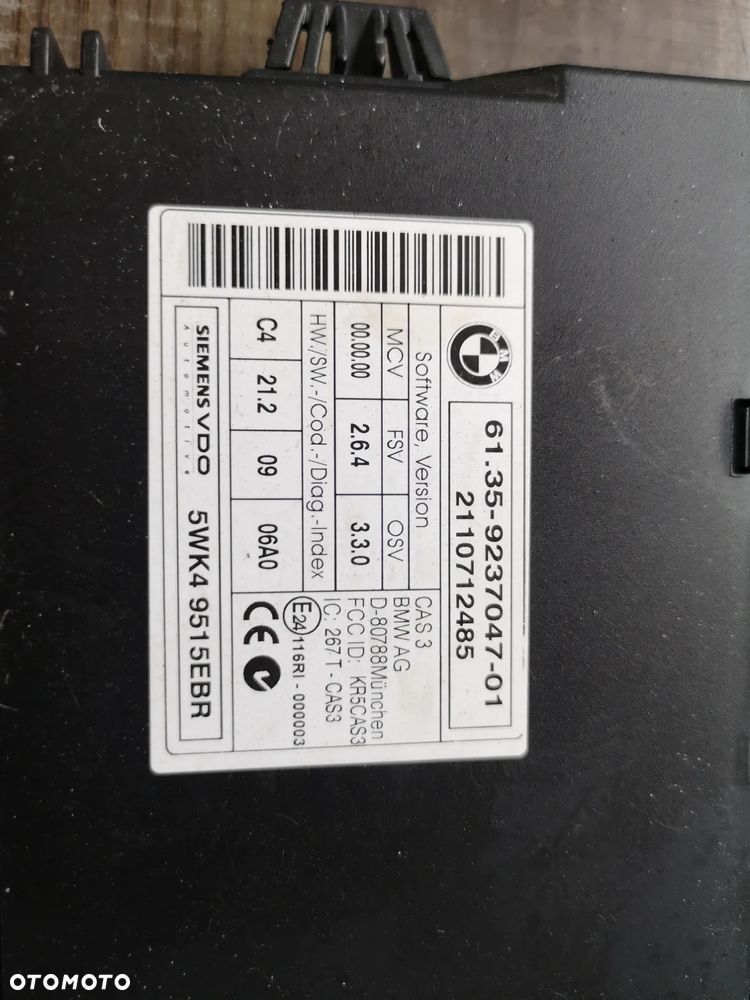 BMW
61.35-9237047-01
2110712485
Software, Version
MCV FSV OSV
00.00.00 2.6.4 3.3.0
HW./SW.-/Cod.-/Diag.-Index
C4 21.2 09 06A0
CAS 3
BMW AG
D-80788München
FCC ID: KR5CAS3
IC: 267 T - CAS3
E24 116RI - 000003
CE
SIEMENS VDO
Automotive
5WK4 9515EBR
OTOMOTO